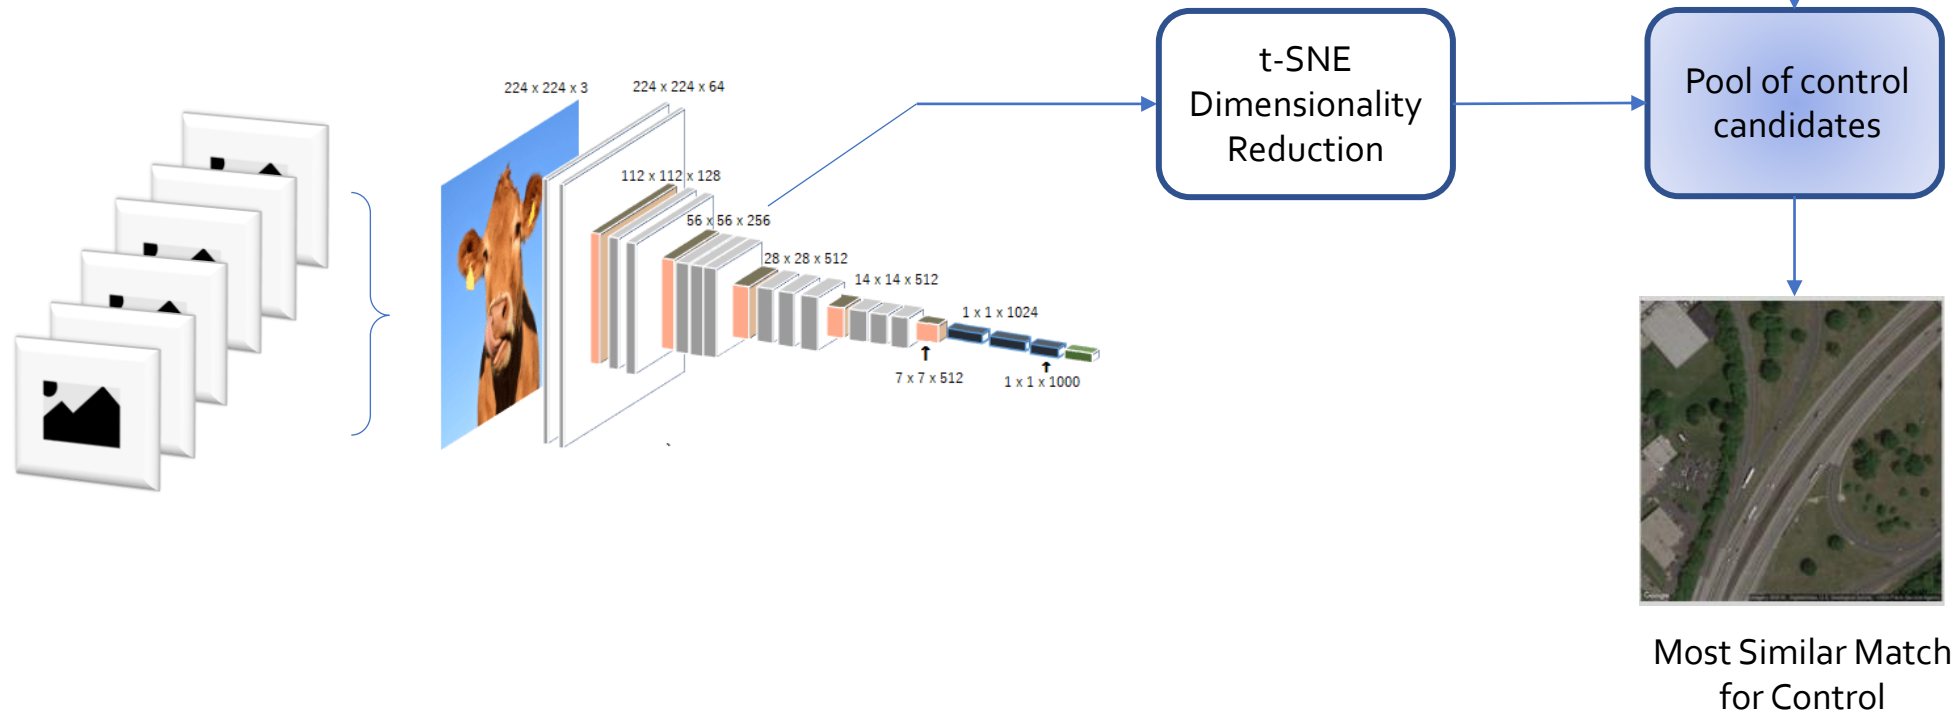 224 x 224 x 3
224 x 224 x 64
112 x 112 x 128
56 x 56 x 256
28 x 28 x 512
14 x 14 x 512
1 x 1 x 1024
7 x 7 x 512
1 x 1 x 1000
t-SNE
Dimensionality
Reduction
Pool of control
candidates
Google
Most Similar Match
for Control